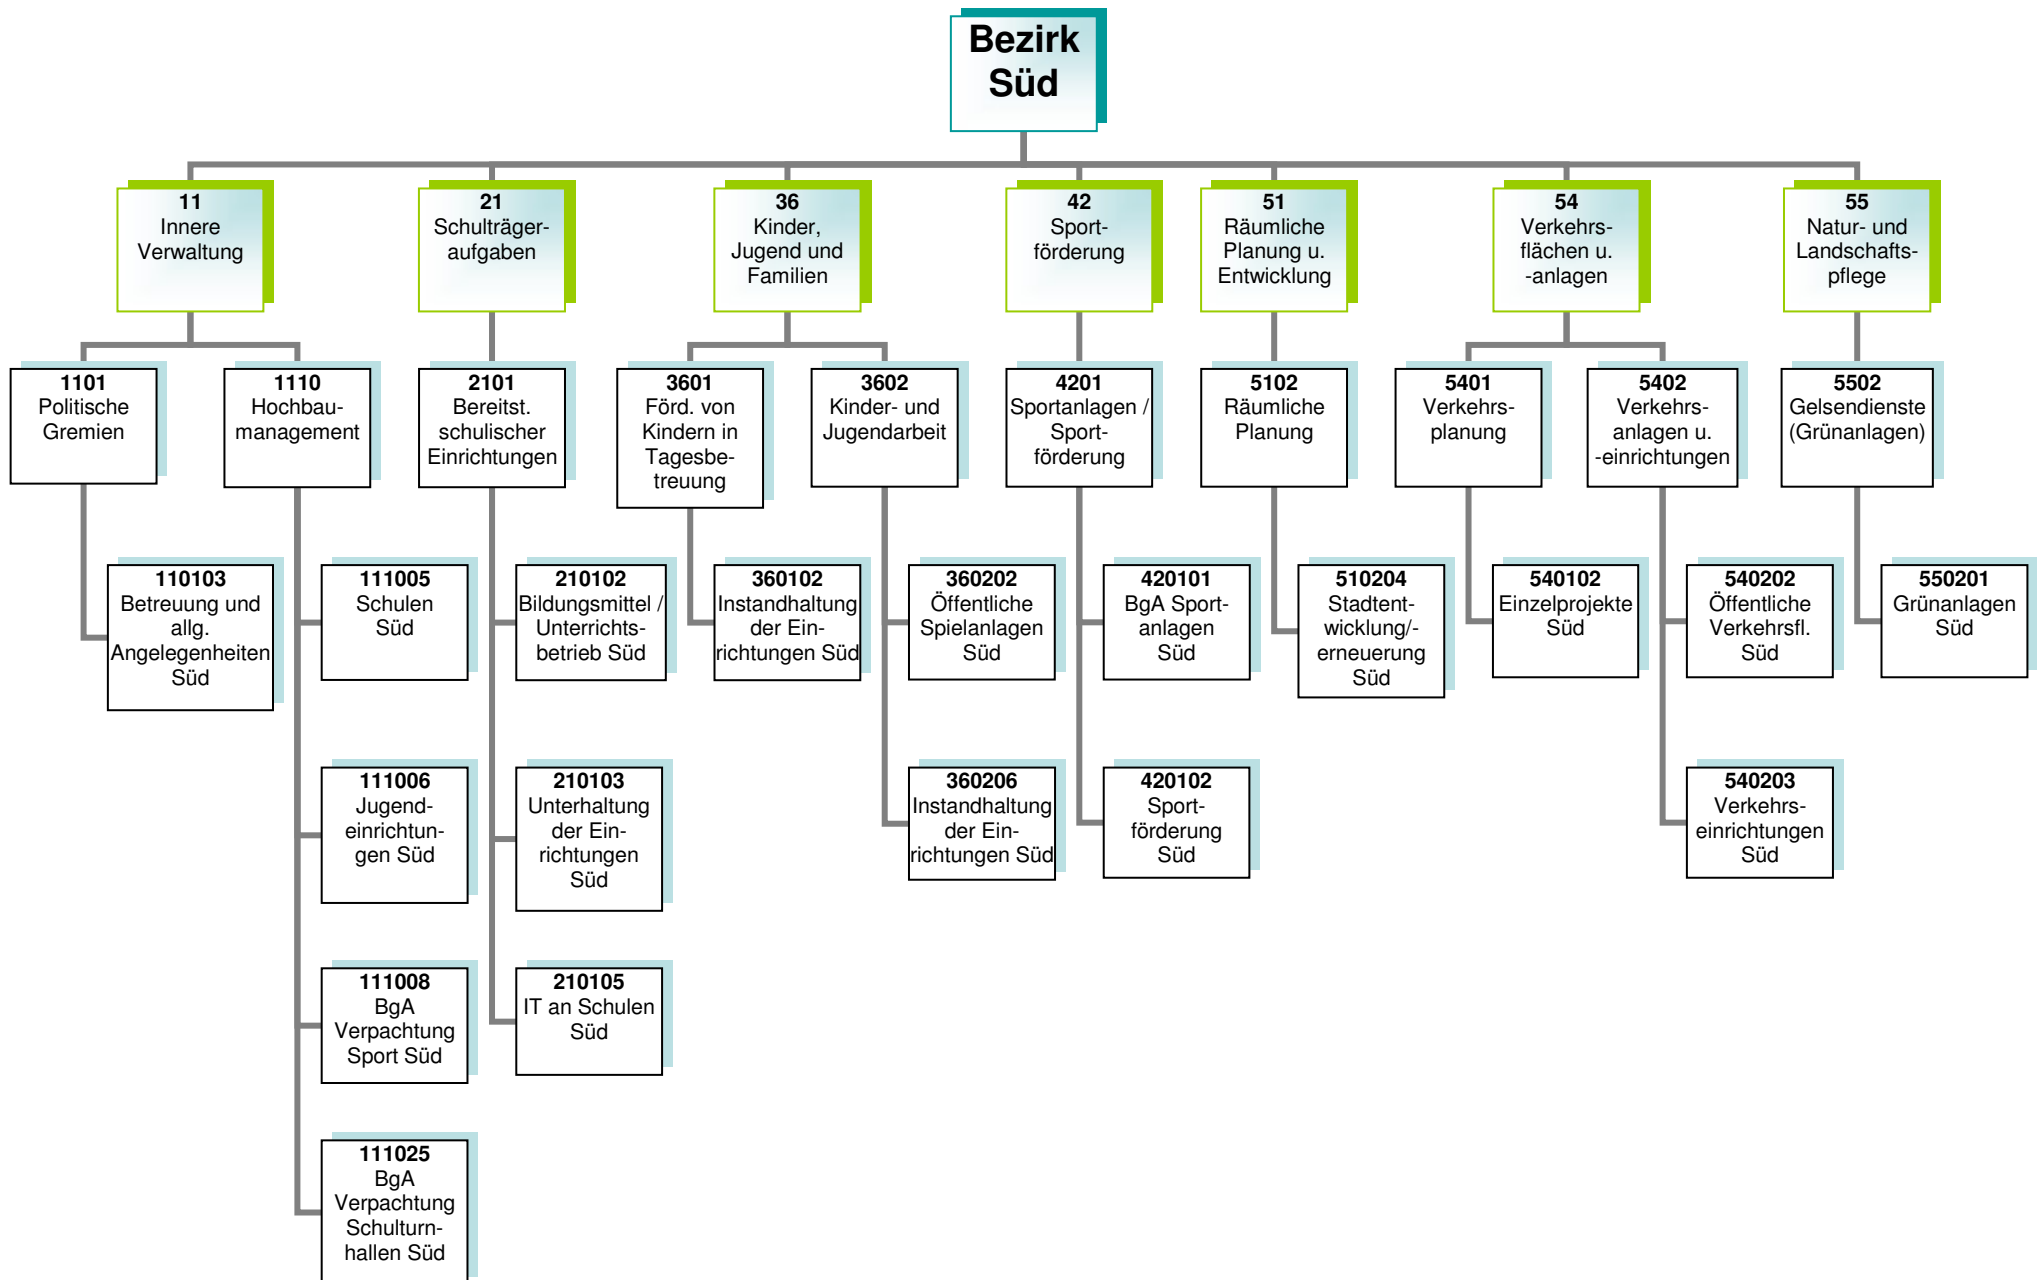 Bezirk
Süd
11
Innere
Verwaltung
21
Schulträger-
aufgaben
36
Kinder,
Jugend und
Familien
42
Sport-
förderung
51
Räumliche
Planung u.
Entwicklung
54
Verkehrs-
flächen u.
-anlagen
55
Natur- und
Landschafts-
pflege
1101
Politische
Gremien
1110
Hochbau-
management
2101
Bereitst.
schulischer
Einrichtungen
3601
Förd. von
Kindern in
Tagesbe-
treuung
3602
Kinder- und
Jugendarbeit
4201
Sportanlagen /
Sport-
förderung
5102
Räumliche
Planung
5401
Verkehrs-
planung
5402
Verkehrs-
anlagen u.
-einrichtungen
5502
Gelsendienste
(Grünanlagen)
110103
Betreuung und
allg.
Angelegenheiten
Süd
111005
Schulen
Süd
210102
Bildungsmittel /
Unterrichts-
betrieb Süd
360102
Instandhaltung
der Ein-
richtungen Süd
360202
Öffentliche
Spielanlagen
Süd
420101
BgA Sport-
anlagen
Süd
510204
Stadtent-
wicklung/-
erneuerung
Süd
540102
Einzelprojekte
Süd
540202
Öffentliche
Verkehrsfl.
Süd
550201
Grünanlagen
Süd
111006
Jugend-
einrichtun-
gen Süd
210103
Unterhaltung
der Ein-
richtungen
Süd
360206
Instandhaltung
der Ein-
richtungen Süd
420102
Sport-
förderung
Süd
540203
Verkehrs-
einrichtungen
Süd
111008
BgA
Verpachtung
Sport Süd
210105
IT an Schulen
Süd
111025
BgA
Verpachtung
Schulturn-
hallen Süd